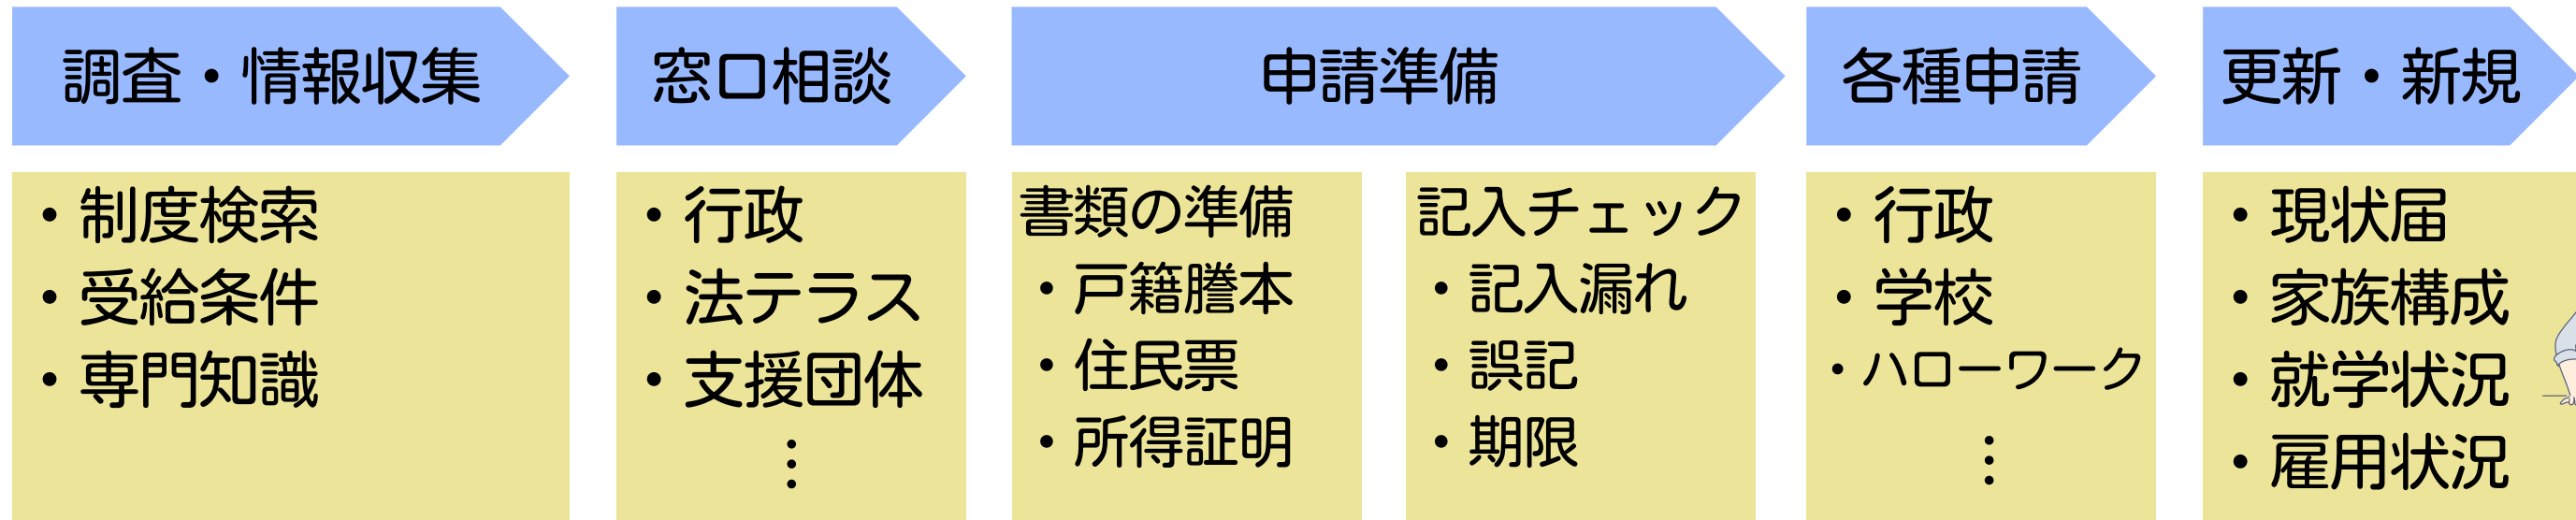 調査・情報収集
窓口相談
申請準備
各種申請
更新・新規
・制度検索
・受給条件
・専門知識
・行政
・法テラス
・支援団体
⋮
書類の準備
・戸籍謄本
・住民票
・所得証明
記入チェック
・記入漏れ
・誤記
・期限
・行政
・学校
・ハローワーク
⋮
・現状届
・家族構成
・就学状況
・雇用状況